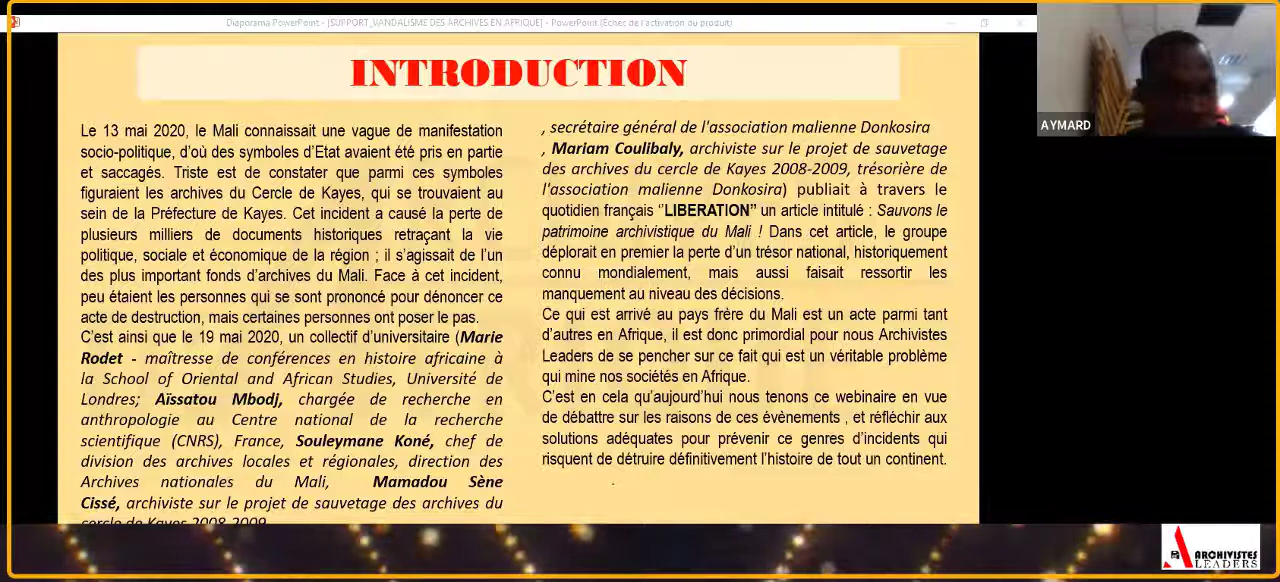 Diaporama PowerPoint - [SUPPORT_VANDALISME DES ARCHIVES EN AFRIQUE] - PowerPoint (Échec de l'activation du produit)
INTRODUCTION
Le 13 mai 2020, le Mali connaissait une vague de manifestation
socio-politique, d'où des symboles d'Etat avaient été pris en partie
et saccagés. Triste est de constater que parmi ces symboles
figuraient les archives du Cercle de Kayes, qui se trouvaient au
sein de la Préfecture de Kayes. Cet incident a causé la perte de
plusieurs milliers de documents historiques retraçant la vie
politique, sociale et économique de la région ; il s'agissait de l'un
des plus important fonds d'archives du Mali. Face à cet incident,
peu étaient les personnes qui se sont prononcé pour dénoncer ce
acte de destruction, mais certaines personnes ont poser le pas.
C'est ainsi que le 19 mai 2020, un collectif d'universitaire (Marie
Rodet - maîtresse de conférences en histoire africaine à
la School of Oriental and African Studies, Université de
Londres; Aïssatou Mbodj, chargée de recherche en
anthropologie au Centre national de la recherche
scientifique (CNRS), France, Souleymane Koné, chef de
division des archives locales et régionales, direction des
Archives nationales du Mali, Mamadou Sène
Cissé, archiviste sur le projet de sauvetage des archives du
cercle de Kayes 2008-2009
, secrétaire général de l'association malienne Donkosira
, Mariam Coulibaly, archiviste sur le projet de sauvetage
des archives du cercle de Kayes 2008-2009, trésorière de
l'association malienne Donkosira) publiait à travers le
quotidien français ‘'LIBERATION'' un article intitulé : Sauvons le
patrimoine archivistique du Mali ! Dans cet article, le groupe
déplorait en premier la perte d'un trésor national, historiquement
connu mondialement, mais aussi faisait ressortir les
manquement au niveau des décisions.
Ce qui est arrivé au pays frère du Mali est un acte parmi tant
d'autres en Afrique, il est donc primordial pour nous Archivistes
Leaders de se pencher sur ce fait qui est un véritable problème
qui mine nos sociétés en Afrique.
C'est en cela qu'aujourd'hui nous tenons ce webinaire en vue
de débattre sur les raisons de ces évènements , et réfléchir aux
solutions adéquates pour prévenir ce genres d'incidents qui
risquent de détruire définitivement l'histoire de tout un continent.
.
AYMARD
ARCHIVISTES
LEADERS